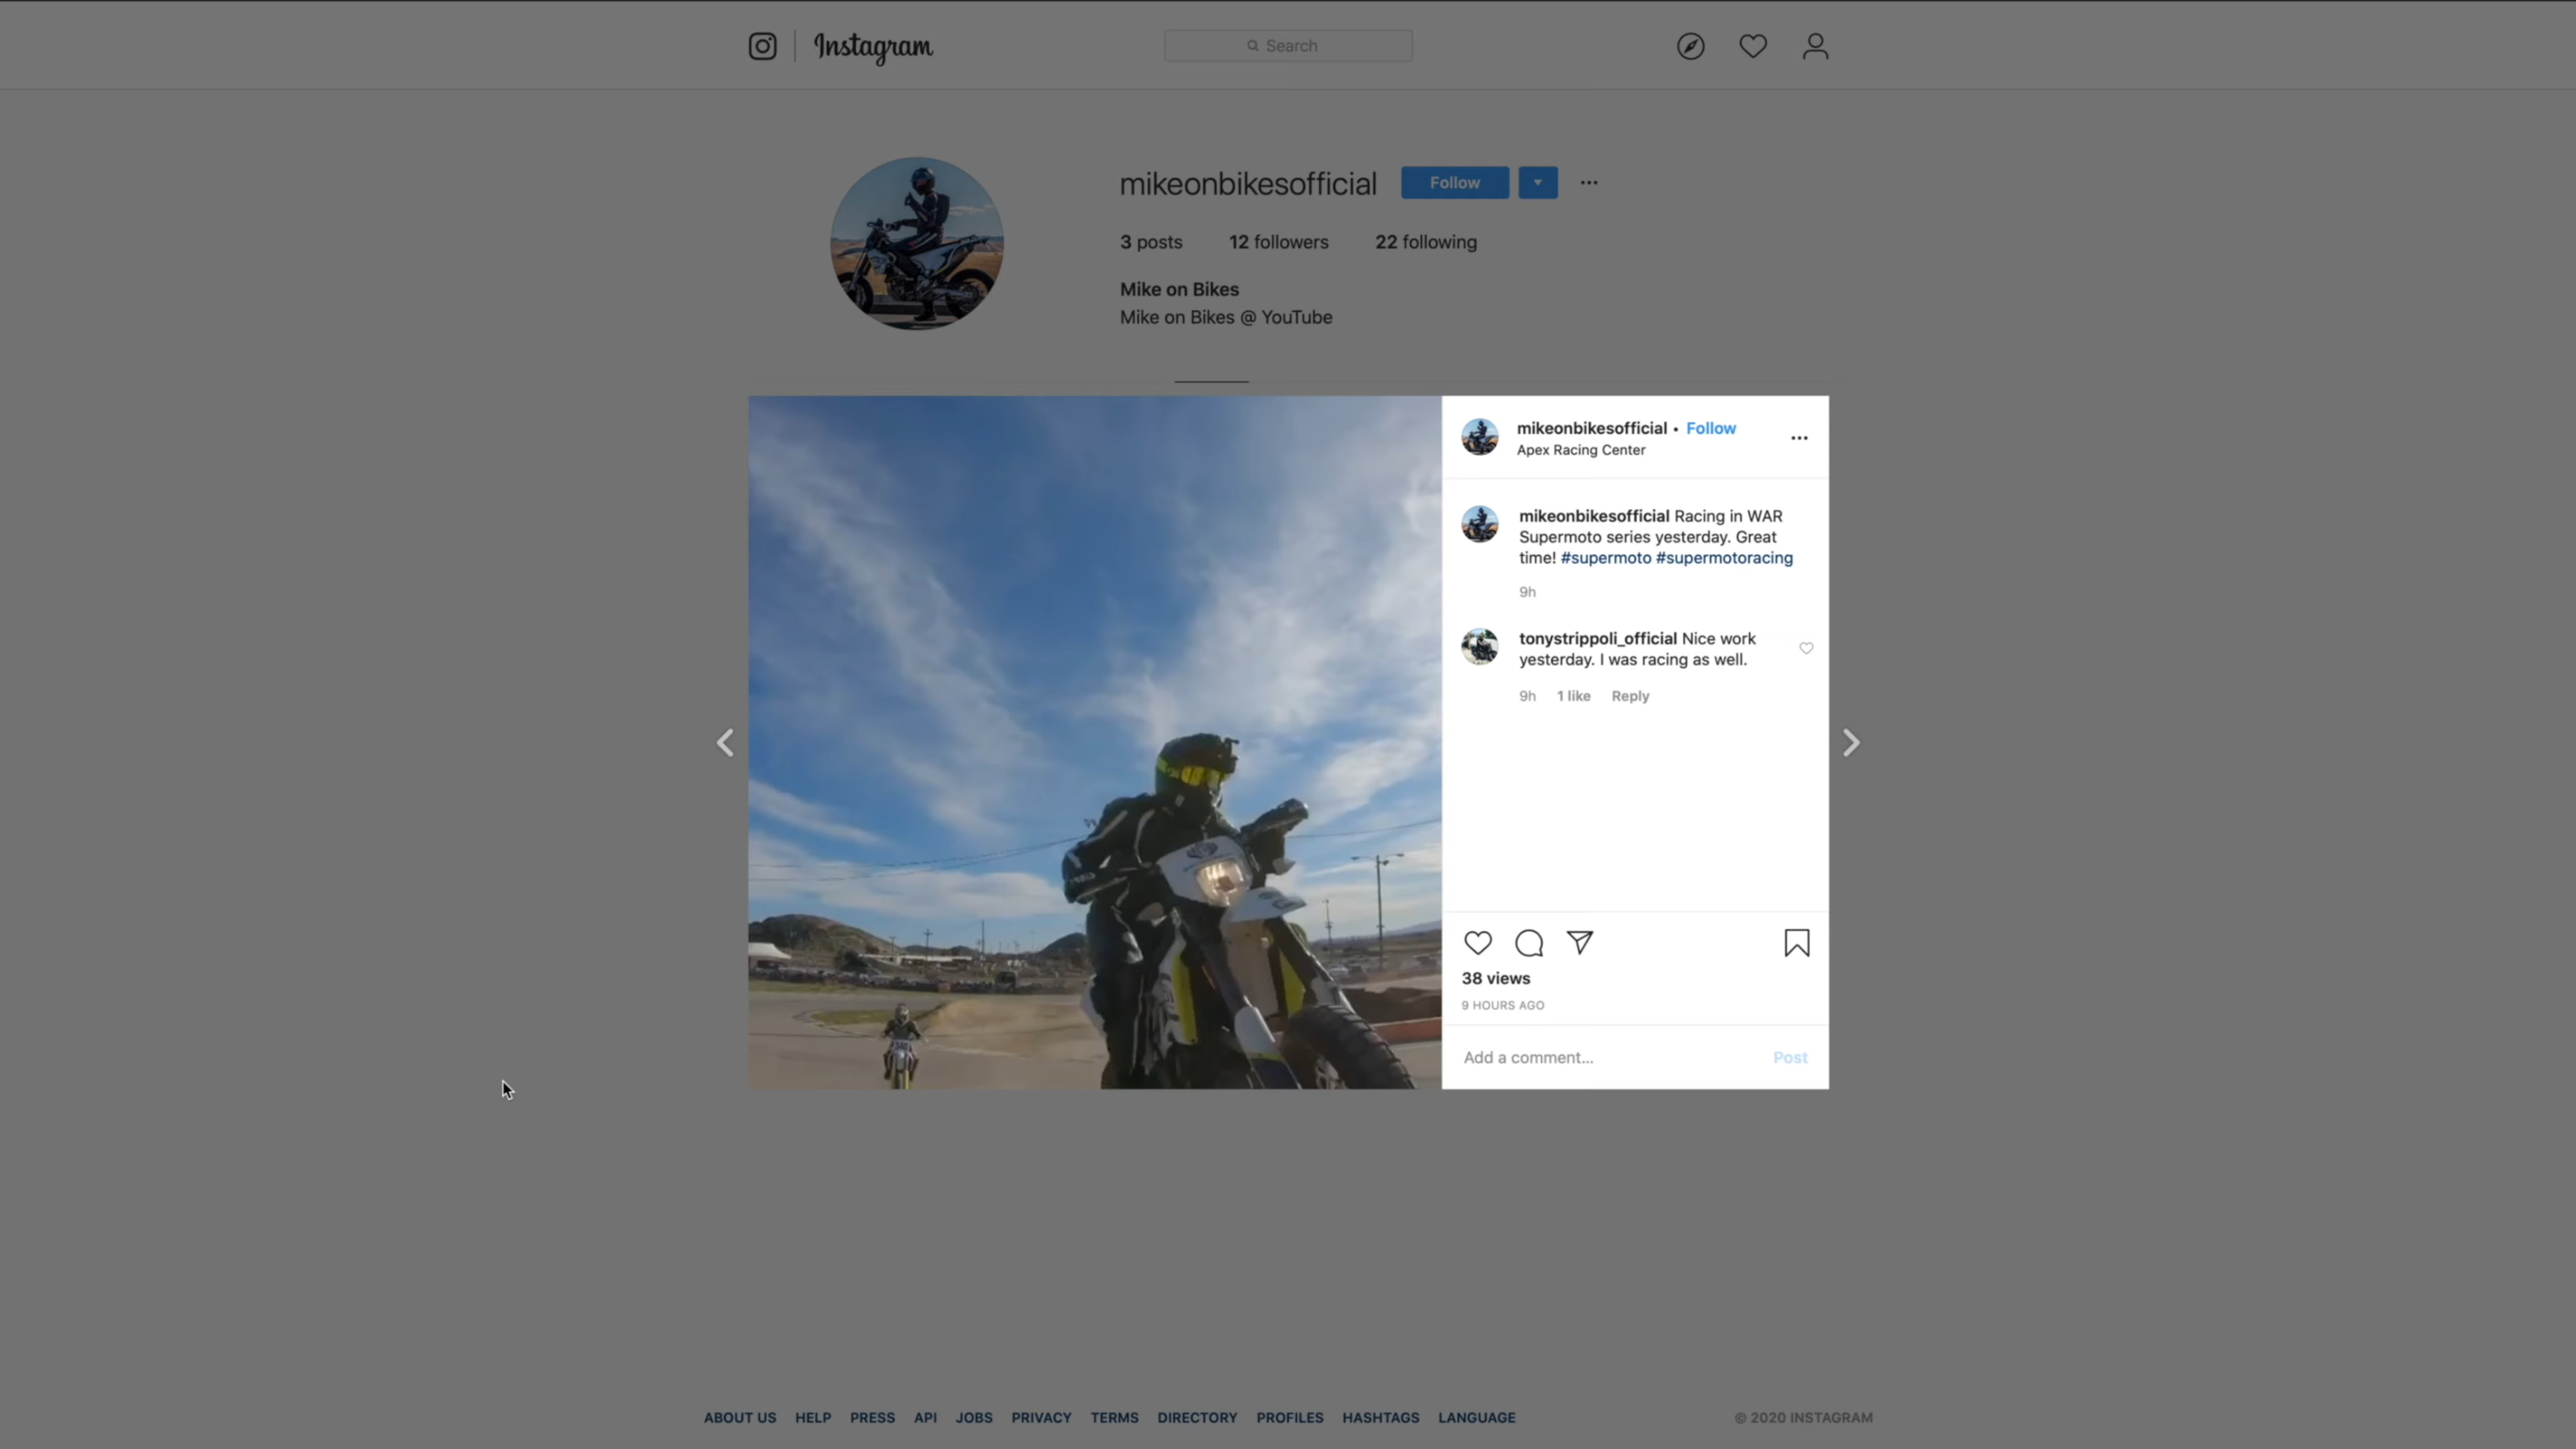 Instagram
Search
mikeonbikesofficial Follow
3 posts 12 followers 22 following
Mike on Bikes
Mike on Bikes @ YouTube
mikeonbikesofficial • Follow
Apex Racing Center
mikeonbikesofficial Racing in WAR
Supermoto series yesterday. Great
time! #supermoto #supermotoracing
9h
tonystrippoli_official Nice work
yesterday. I was racing as well.
9h 1 like Reply
38 views
9 HOURS AGO
Add a comment... Post
ABOUT US HELP PRESS API JOBS PRIVACY TERMS DIRECTORY PROFILES HASHTAGS LANGUAGE © 2020 INSTAGRAM